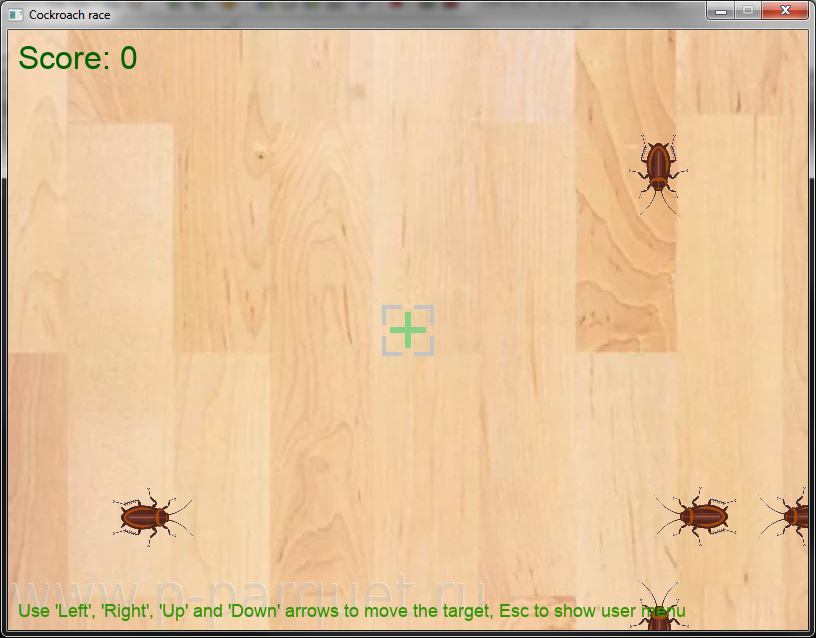 Cockroach race
Score: 0
www.p-parquet.ru
Use 'Left', 'Right', 'Up' and 'Down' arrows to move the target, Esc to show user menu